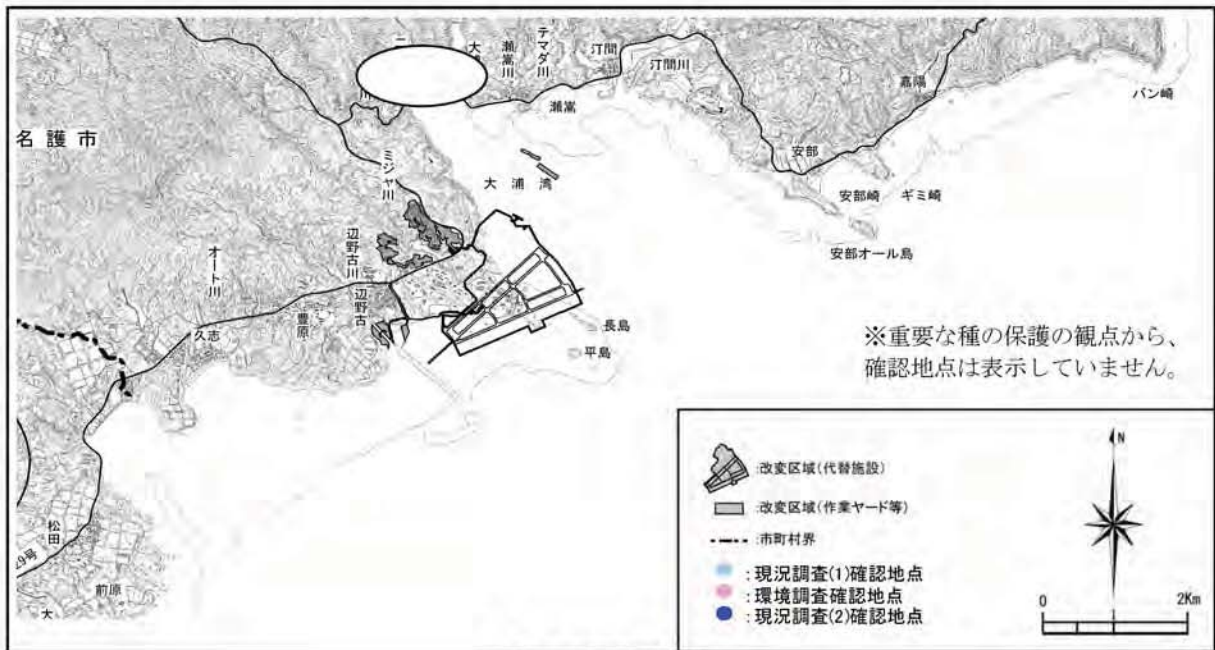 二
川
大
瀬嵩川
テマダ川
汀間
汀間川
嘉陽
バン崎
名護市
瀬嵩
安部
ミジャ川
大浦湾
安部崎
ギミ崎
安部オール島
オート川
辺野古川
辺野古
豊原
久志
長島
平島
※重要な種の保護の観点から、
確認地点は表示していません。
松田
29号
前原
大
:改変区域(代替施設)
:改変区域(作業ヤード等)
:市町村界
:現況調査(1)確認地点
:環境調査確認地点
:現況調査(2)確認地点
N
0 2Km